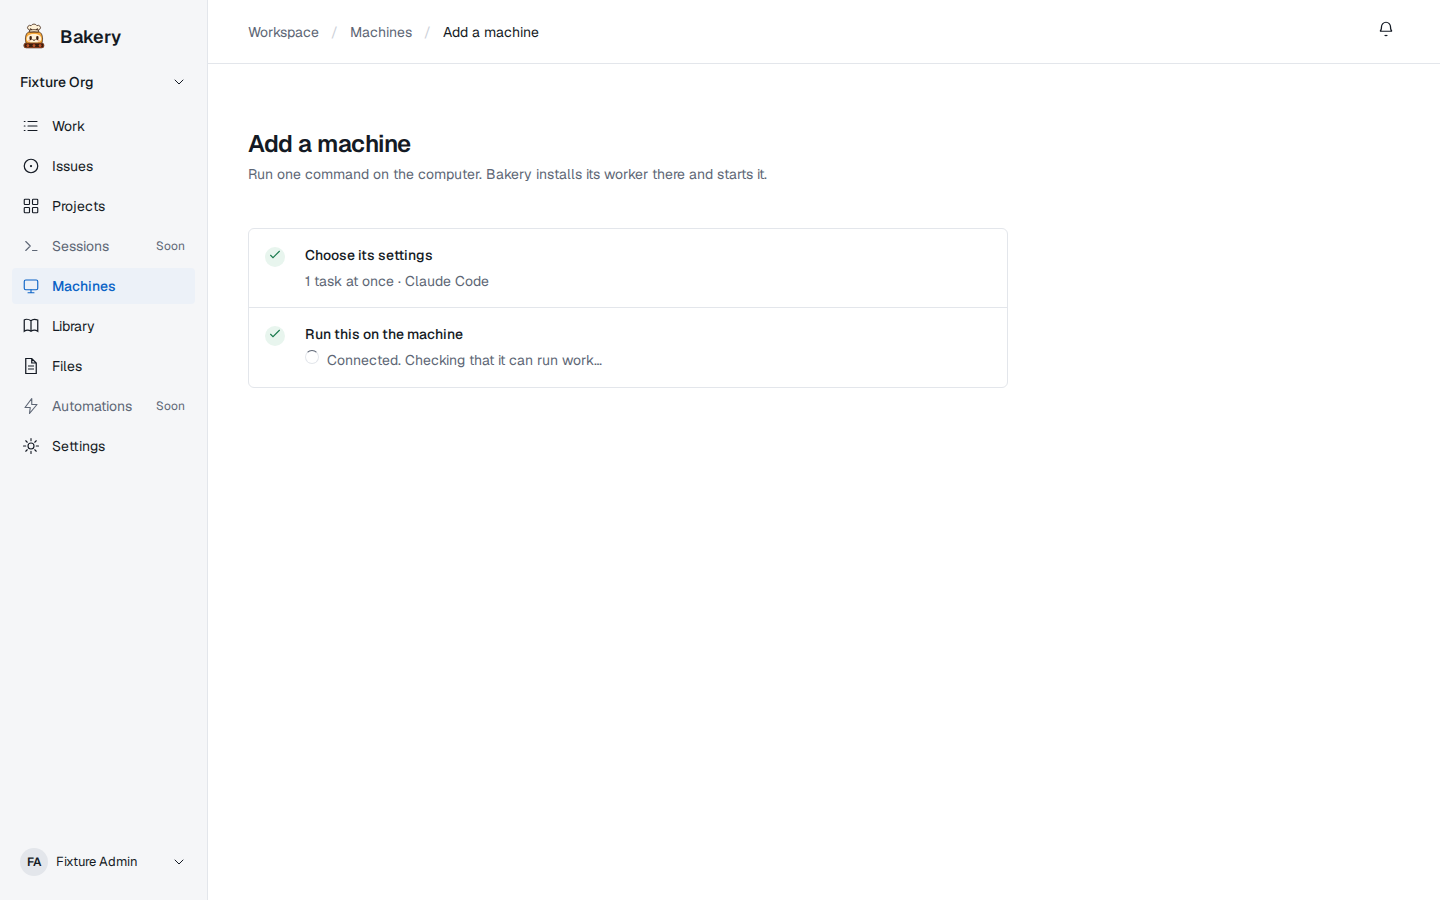 Bakery
Workspace / Machines / Add a machine
Fixture Org
Work
Issues
Projects
Sessions Soon
Machines
Library
Files
Automations Soon
Settings
Add a machine
Run one command on the computer. Bakery installs its worker there and starts it.
Choose its settings
1 task at once · Claude Code
Run this on the machine
Connected. Checking that it can run work…
FA Fixture Admin